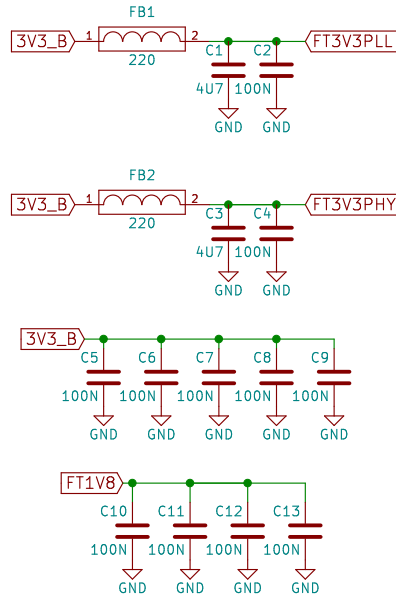 FB1
3V3_B 1 2 FT3V3PLL
220 C1 C2
4U7 100N
GND GND
FB2
3V3_B 1 2 FT3V3PHY
220 C3 C4
4U7 100N
GND GND
3V3_B
C5 C6 C7 C8 C9
100N 100N 100N 100N 100N
GND GND GND GND GND
FT1V8
C10 C11 C12 C13
100N 100N 100N 100N
GND GND GND GND